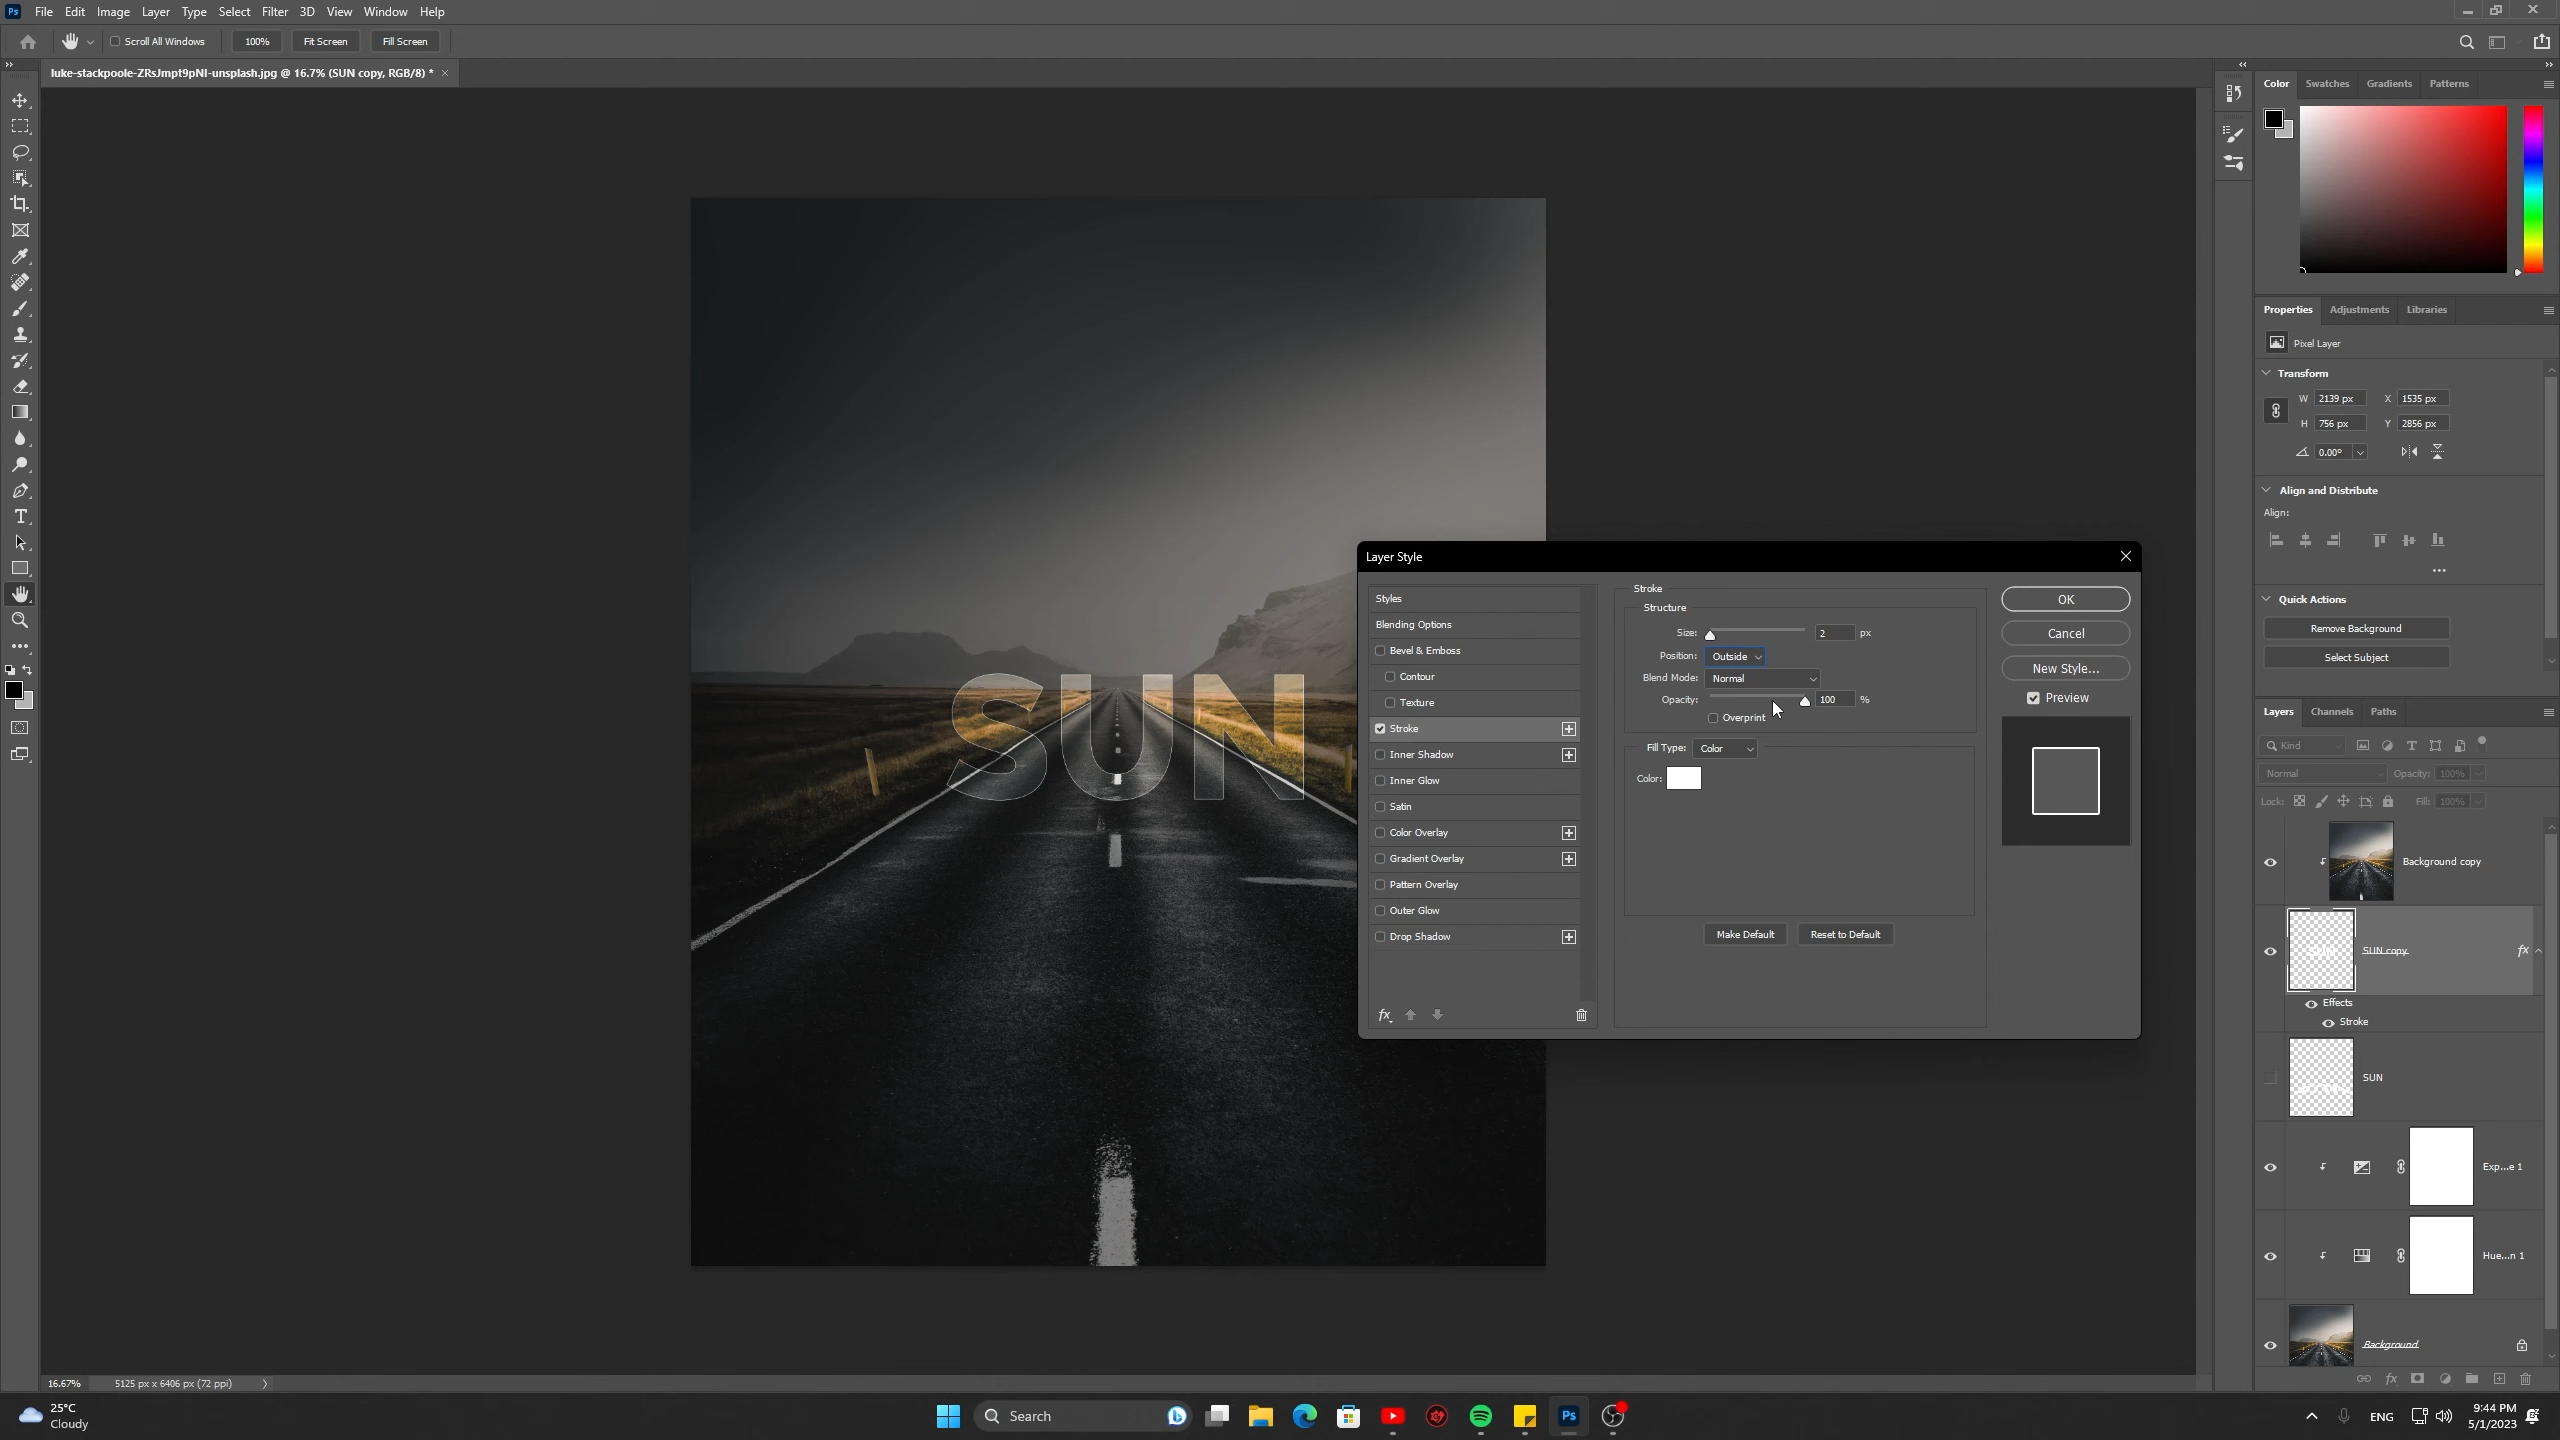 Ps File Edit Image Layer Type Select Filter 3D View Window Help
Scroll All Windows 100% Fit Screen Fill Screen
luke-stackpoole-ZRsJmpt9pNI-unsplash.jpg @ 16.7% (SUN copy, RGB/8) *
Color Swatches Gradients Patterns
Properties Adjustments Libraries
Pixel Layer
Transform
W 2139 px X 1535 px
H 756 px Y 2856 px
0.00°
Align and Distribute
Align:
Quick Actions
Remove Background
Select Subject
SUN
Layer Style
Styles
Blending Options
Bevel & Emboss
Contour
Texture
Stroke
Inner Shadow
Inner Glow
Satin
Color Overlay
Gradient Overlay
Pattern Overlay
Outer Glow
Drop Shadow
fx
Stroke
Structure
Size: 2 px
Position: Outside
Blend Mode: Normal
Opacity: 100 %
Overprint
Fill Type: Color
Color:
Make Default Reset to Default
OK
Cancel
New Style...
Preview
Layers Channels Paths
Kind
Normal Opacity: 100%
Lock: Fill: 100%
Background copy
SUN copy fx
Effects
Stroke
SUN
Exp...e 1
Hue...n 1
Background
fx
16.67% 5125 px x 6406 px (72 ppi)
25°C
Cloudy
Search
Ps
ENG
9:44 PM
5/1/2023